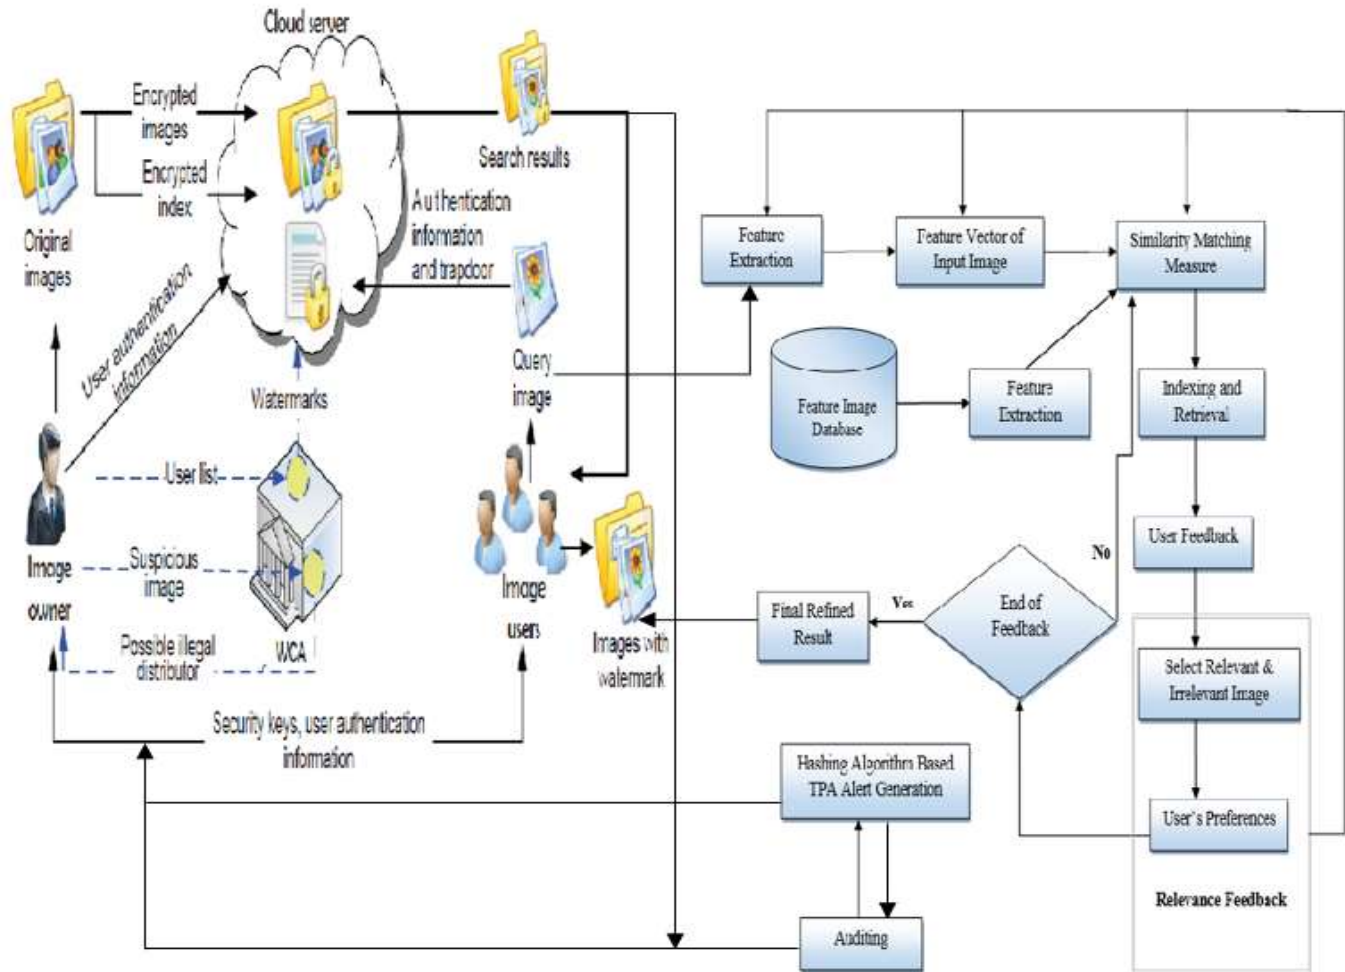 Cloud server
Encrypted
images
Encrypted
index
Original
images
Search results
Authentication
information
and trapdoor
User authentication
information
Query
image
Watermarks
User list
Suspicious
image
Image
owner
Possible illegal
distributor
WCA
Image
users
Images with
watermark
Security keys, user authentication
information
Feature
Extraction
Feature Vector of
Input Image
Similarity Matching
Measure
Feature Image
Database
Feature
Extraction
Indexing and
Retrieval
User Feedback
No
End of
Feedback
Yes
Final Refined
Result
Select Relevant &
Irrelevant Image
User's Preferences
Relevance Feedback
Hashing Algorithm Based
TPA Alert Generation
Auditing